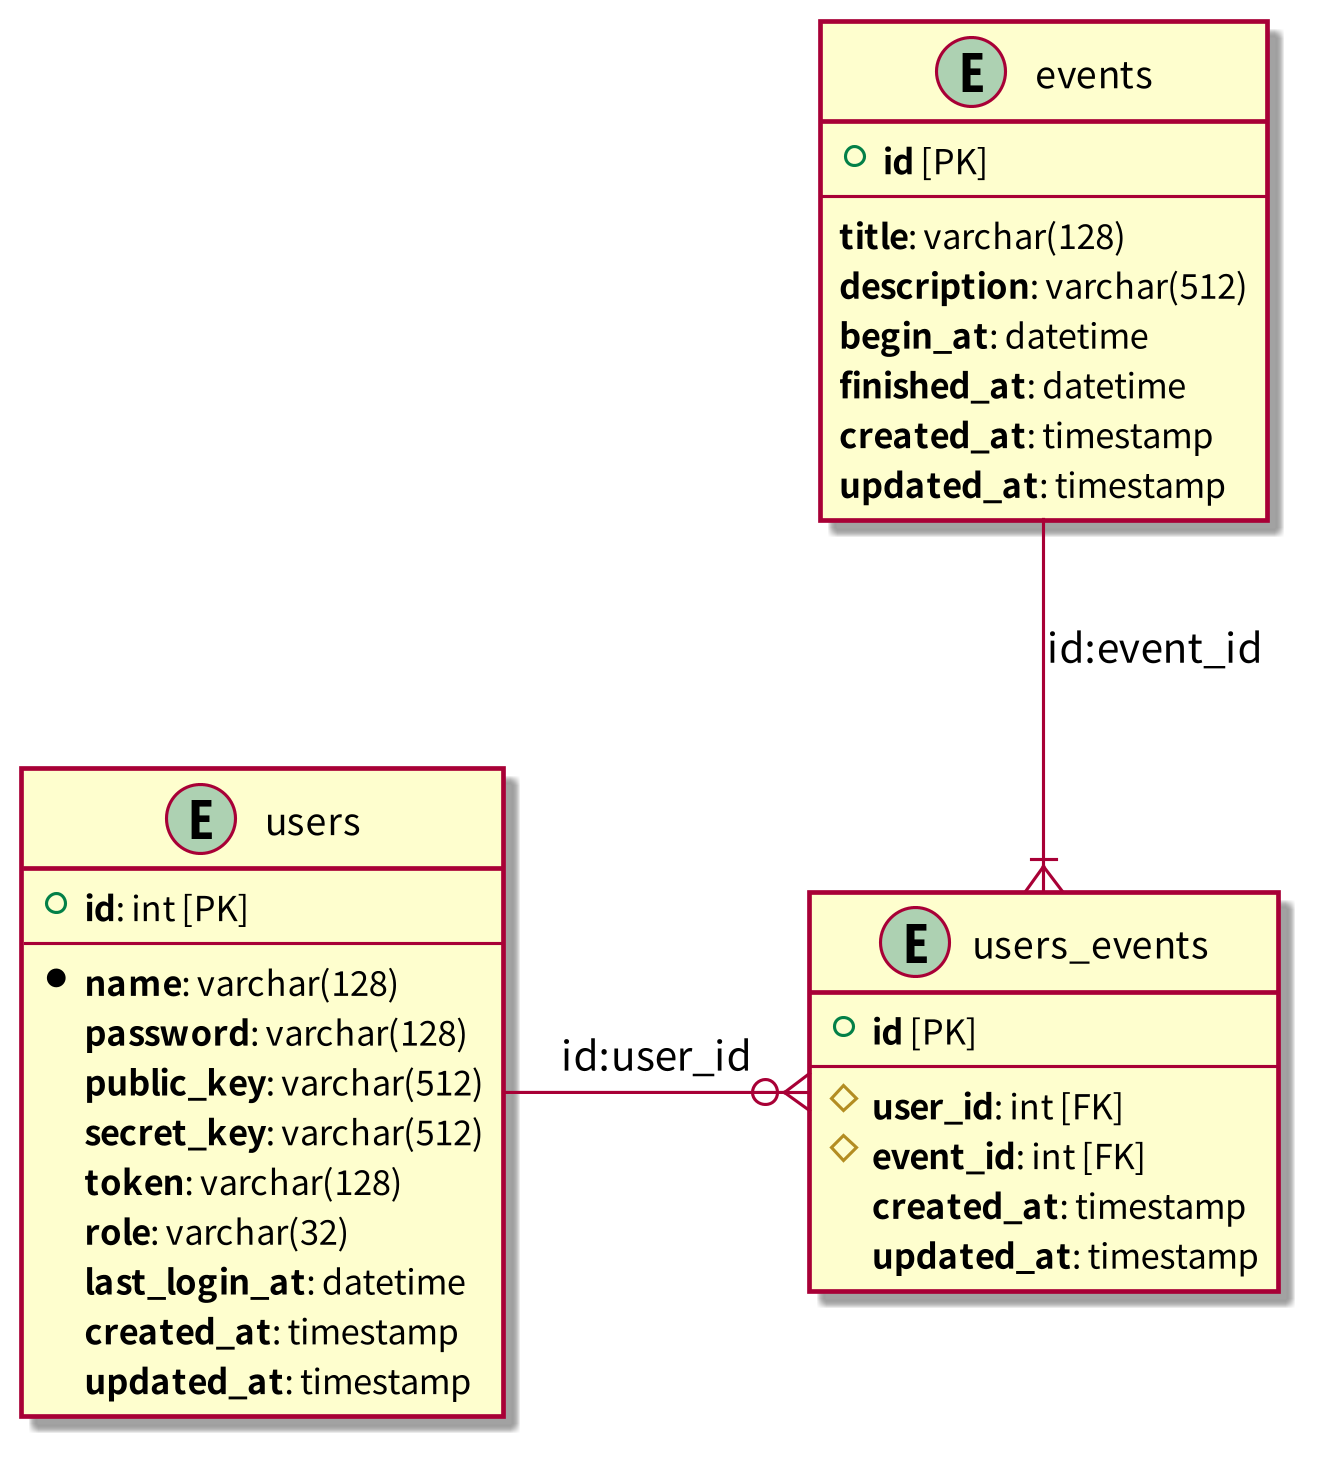 E events
id [PK]
title: varchar(128)
description: varchar(512)
begin_at: datetime
finished_at: datetime
created_at: timestamp
updated_at: timestamp
id:event_id
E users
id: int [PK]
name: varchar(128)
password: varchar(128)
public_key: varchar(512)
secret_key: varchar(512)
token: varchar(128)
role: varchar(32)
last_login_at: datetime
created_at: timestamp
updated_at: timestamp
id:user_id
E users_events
id [PK]
user_id: int [FK]
event_id: int [FK]
created_at: timestamp
updated_at: timestamp